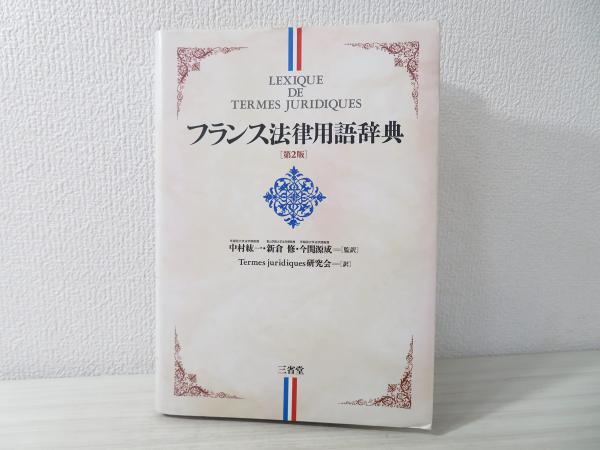 LEXIQUE
DE
TERMES JURIDIQUES
フランス法律用語辞典
[第2版]
中村紘一・新倉 修・今関源成=[監訳]
Termes juridiques研究会=[訳]
三省堂